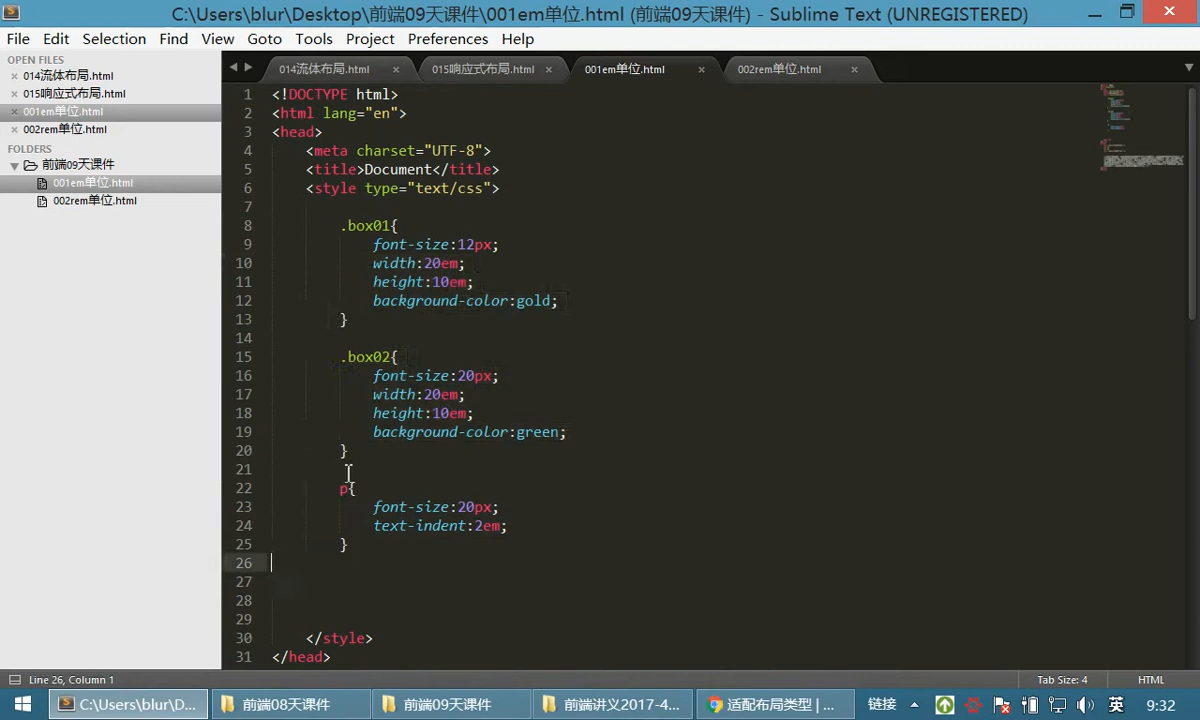 C:\Users\blur\Desktop\前端09天课件\001em单位.html (前端09天课件) - Sublime Text (UNREGISTERED)
File Edit Selection Find View Goto Tools Project Preferences Help
OPEN FILES
014流体布局.html
015响应式布局.html
001em单位.html
002rem单位.html
FOLDERS
前端09天课件
001em单位.html
002rem单位.html
014流体布局.html 015响应式布局.html 001em单位.html 002rem单位.html
1 <!DOCTYPE html>
2 <html lang="en">
3 <head>
4 <meta charset="UTF-8">
5 <title>Document</title>
6 <style type="text/css">
7
8 .box01{
9 font-size:12px;
10 width:20em;
11 height:10em;
12 background-color:gold;
13 }
14
15 .box02{
16 font-size:20px;
17 width:20em;
18 height:10em;
19 background-color:green;
20 }
21
22 p{
23 font-size:20px;
24 text-indent:2em;
25 }
26
27
28
29
30 </style>
31 </head>
Line 26, Column 1 Tab Size: 4 HTML
C:\Users\blur\D... 前端08天课件 前端09天课件 前端讲义2017-4... 适配布局类型 | ... 链接 英 9:32